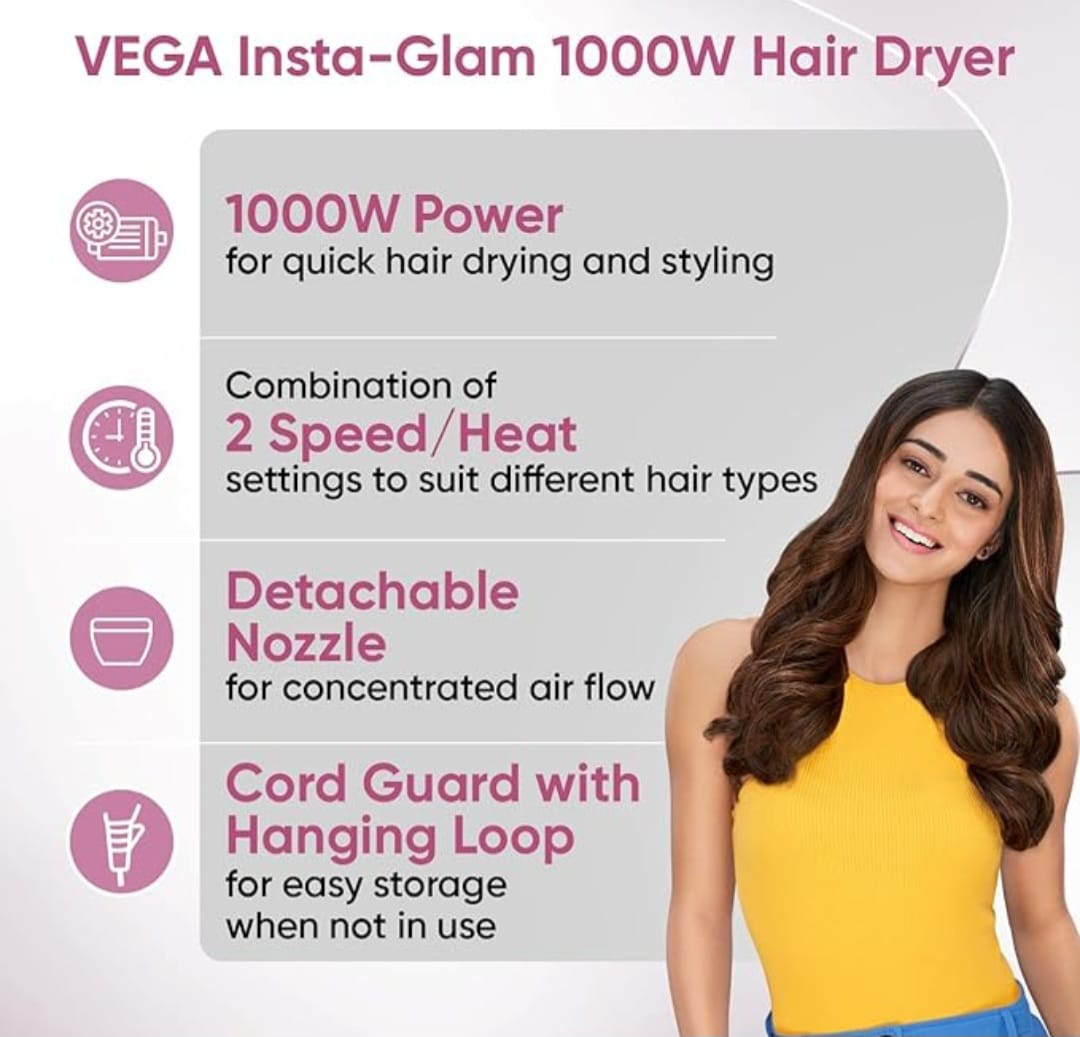 VEGA Insta-Glam 1000W Hair Dryer
1000W Power
for quick hair drying and styling
Combination of
2 Speed/Heat
settings to suit different hair types
Detachable
Nozzle
for concentrated air flow
Cord Guard with
Hanging Loop
for easy storage
when not in use